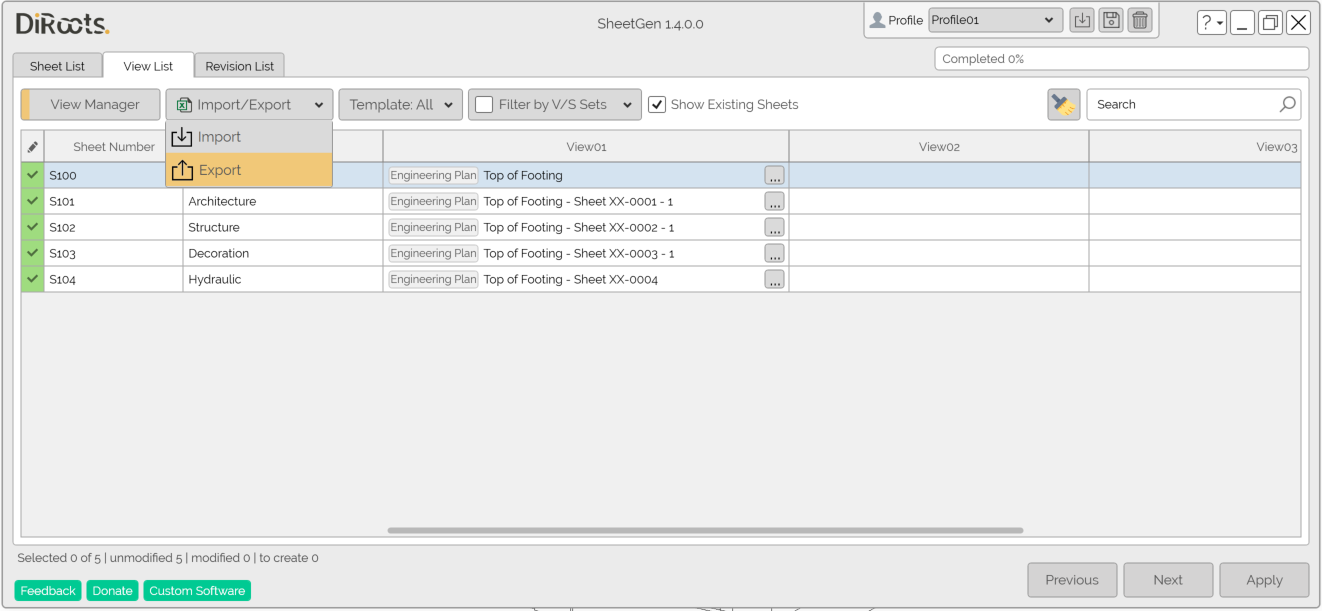 DiRoots.
SheetGen 1.4.0.0
Profile Profile01
?
Sheet List View List Revision List
Completed 0%
View Manager Import/Export Template: All Filter by V/S Sets Show Existing Sheets Search
Import
Export
Sheet Number View01 View02 View03
S100 Engineering Plan Top of Footing ...
S101 Architecture Engineering Plan Top of Footing - Sheet XX-0001 - 1 ...
S102 Structure Engineering Plan Top of Footing - Sheet XX-0002 - 1 ...
S103 Decoration Engineering Plan Top of Footing - Sheet XX-0003 - 1 ...
S104 Hydraulic Engineering Plan Top of Footing - Sheet XX-0004 ...
Selected 0 of 5 | unmodified 5 | modified 0 | to create 0
Feedback Donate Custom Software
Previous Next Apply